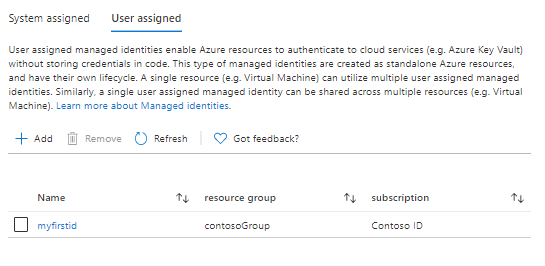 System assigned User assigned
User assigned managed identities enable Azure resources to authenticate to cloud services (e.g. Azure Key Vault)
without storing credentials in code. This type of managed identities are created as standalone Azure resources,
and have their own lifecycle. A single resource (e.g. Virtual Machine) can utilize multiple user assigned managed
identities. Similarly, a single user assigned managed identity can be shared across multiple resources (e.g. Virtual
Machine). Learn more about Managed identities.
Add Remove Refresh Got feedback?
Name resource group subscription
myfirstid contosoGroup Contoso ID